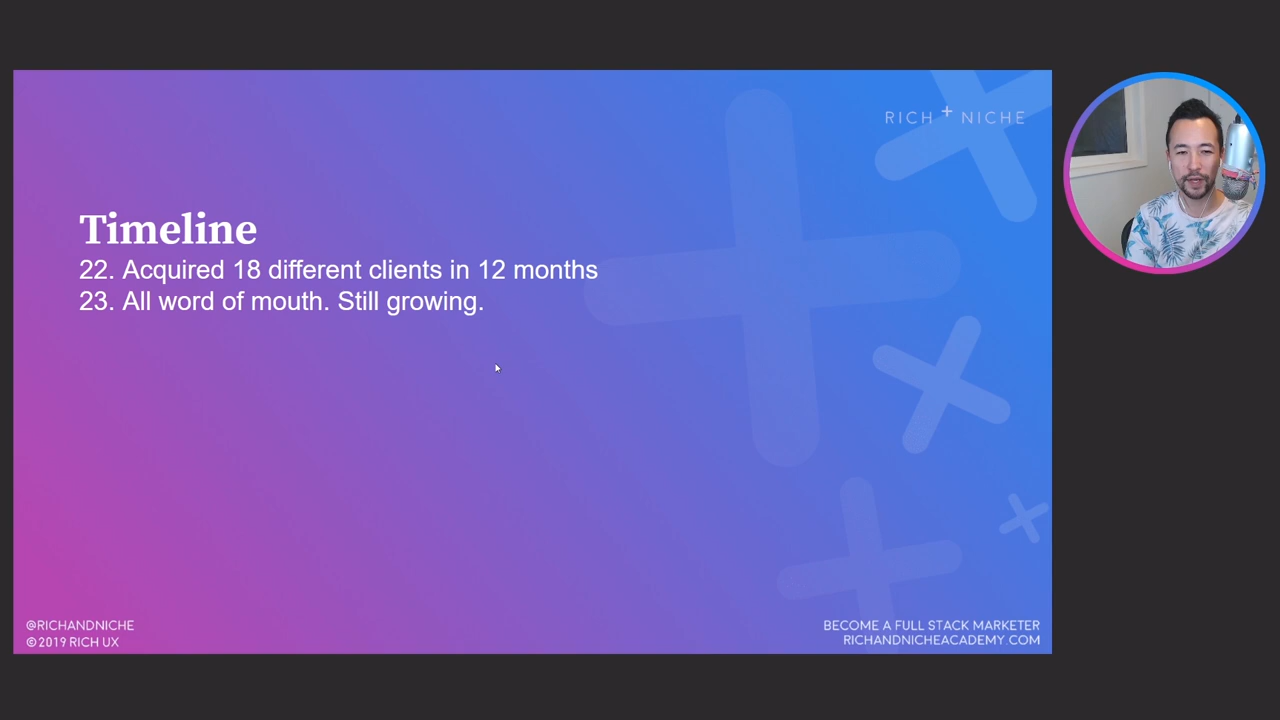 RICH + NICHE
Timeline
22. Acquired 18 different clients in 12 months
23. All word of mouth. Still growing.
@RICHANDNICHE
©2019 RICH UX
BECOME A FULL STACK MARKETER
RICHANDNICHEACADEMY.COM